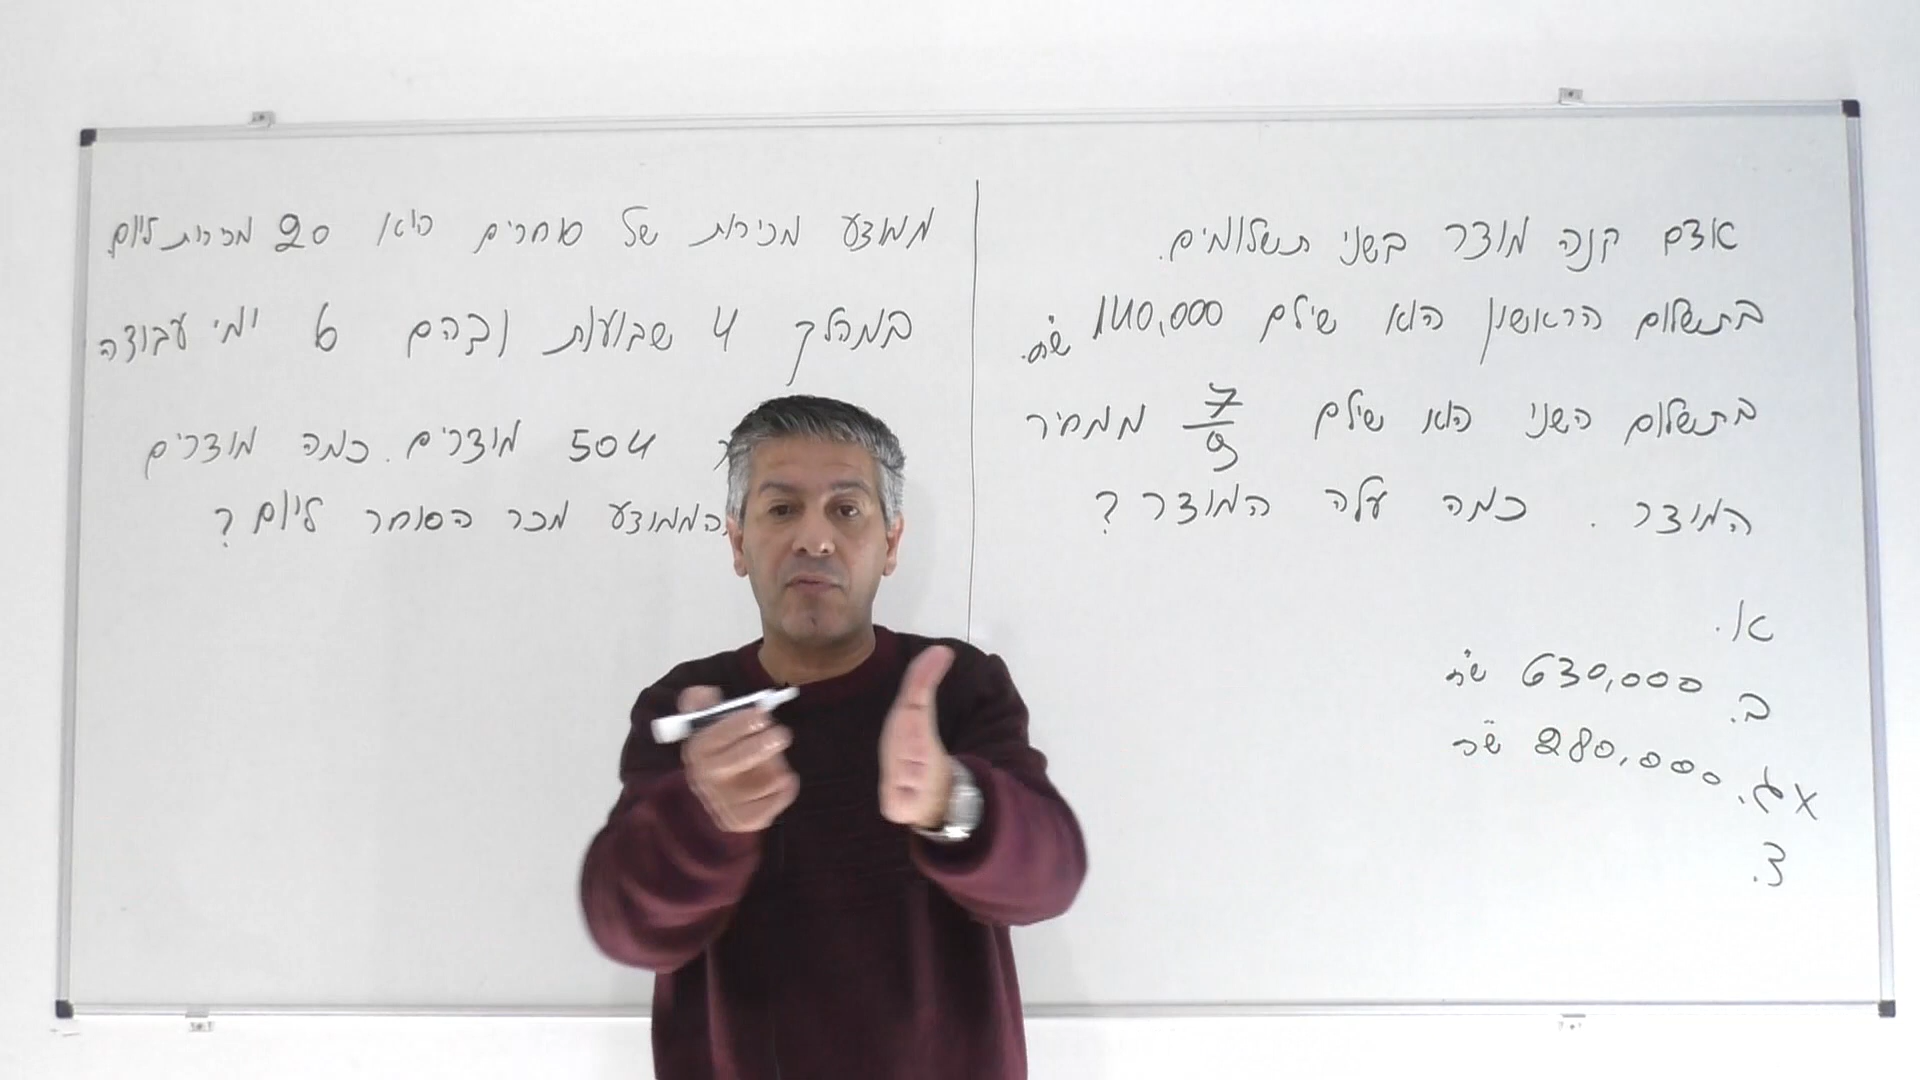 אדם קנה מוצר בשני תשלומים.
בתשלום הראשון הוא שילם 140,000 ש"ח.
בתשלום השני הוא שילם 7/9 ממחיר
המוצר. כמה עלה המוצר?
א.
ב. 630,000 ש"ח
x ג. 280,000 ש"ח
ד.
ממוצע מכירות של סוחרים הוא 20 מכירות ליום.
במהלך 4 שבועות ובהם 6 ימי עבודה
504 מוצרים. כמה מוצרים
בממוצע מכר הסוחר ליום?